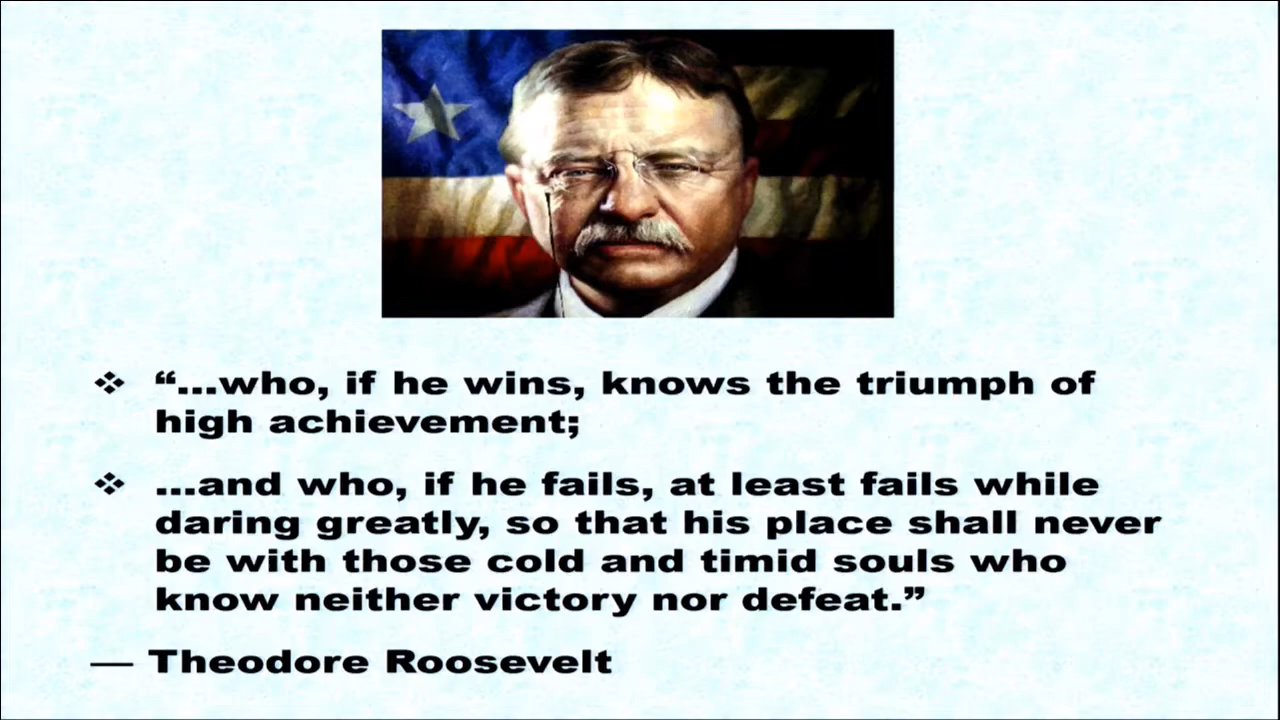 ❖ “...who, if he wins, knows the triumph of
high achievement;
❖ ...and who, if he fails, at least fails while
daring greatly, so that his place shall never
be with those cold and timid souls who
know neither victory nor defeat.”
— Theodore Roosevelt